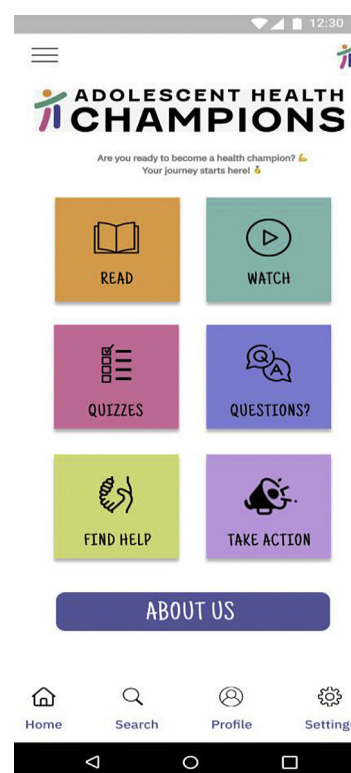 12:30
ADOLESCENT HEALTH
CHAMPIONS
Are you ready to become a health champion? 💪
Your journey starts here! 🏅
READ
WATCH
QUIZZES
Q
A
QUESTIONS?
FIND HELP
TAKE ACTION
ABOUT US
Home
Search
Profile
Settings